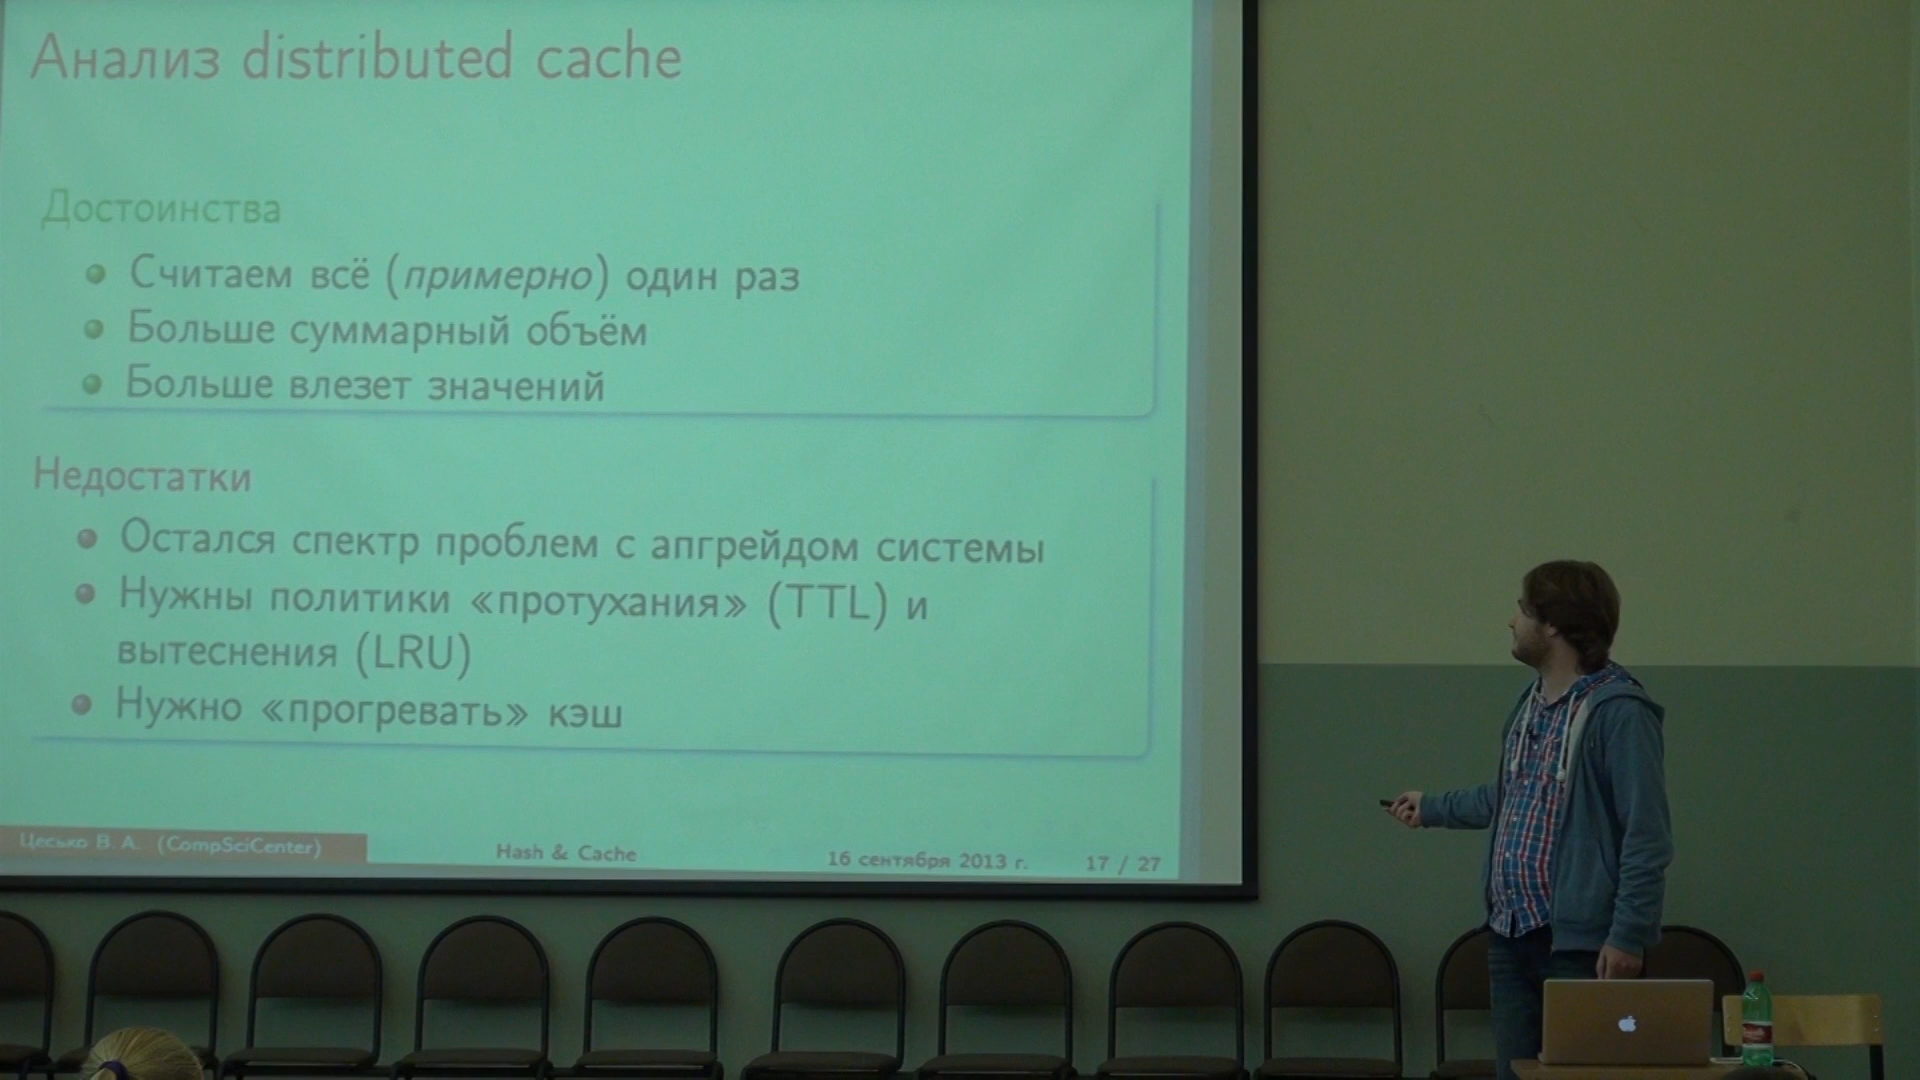 Анализ distributed cache
Достоинства
Считаем всё (примерно) один раз
Больше суммарный объём
Больше влезет значений
Недостатки
Остался спектр проблем с апгрейдом системы
Нужны политики «протухания» (TTL) и
вытеснения (LRU)
Нужно «прогревать» кэш
Цесько В. А. (CompSciCenter)
Hash & Cache
16 сентября 2013 г.
17 / 27